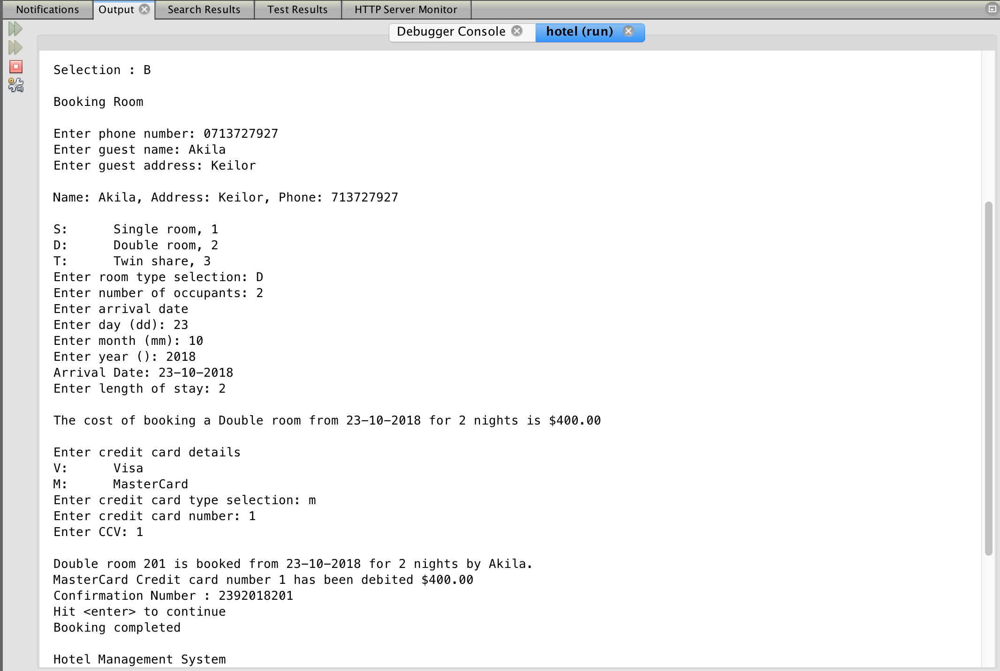 Notifications Output Search Results Test Results HTTP Server Monitor
Debugger Console hotel (run)
Selection : B
Booking Room
Enter phone number: 0713727927
Enter guest name: Akila
Enter guest address: Keilor
Name: Akila, Address: Keilor, Phone: 713727927
S: Single room, 1
D: Double room, 2
T: Twin share, 3
Enter room type selection: D
Enter number of occupants: 2
Enter arrival date
Enter day (dd): 23
Enter month (mm): 10
Enter year (): 2018
Arrival Date: 23-10-2018
Enter length of stay: 2
The cost of booking a Double room from 23-10-2018 for 2 nights is $400.00
Enter credit card details
V: Visa
M: MasterCard
Enter credit card type selection: m
Enter credit card number: 1
Enter CCV: 1
Double room 201 is booked from 23-10-2018 for 2 nights by Akila.
MasterCard Credit card number 1 has been debited $400.00
Confirmation Number : 2392018201
Hit <enter> to continue
Booking completed
Hotel Management System